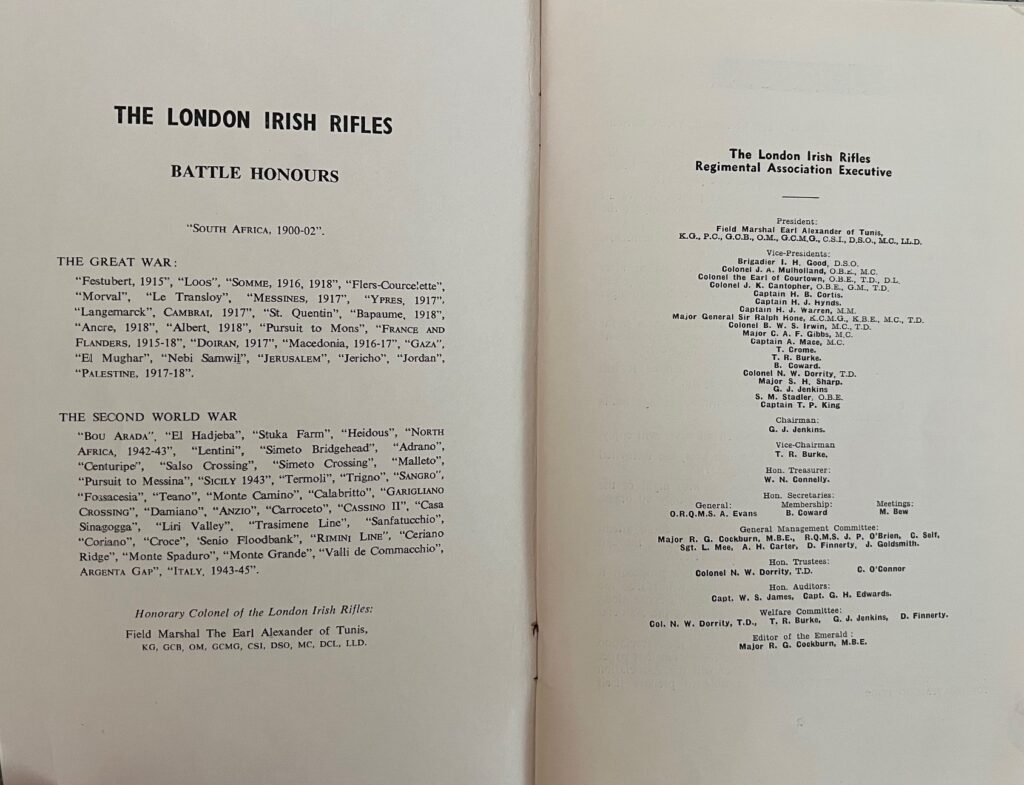 THE LONDON IRISH RIFLES
BATTLE HONOURS
“SOUTH AFRICA, 1900-02”.
THE GREAT WAR:
“Festubert, 1915”, “Loos”, “SOMME, 1916, 1918”, “Flers-Courcelette”,
“Morval”, “Le Transloy”, “MESSINES, 1917”, “YPRES, 1917”,
“Langemarck”, CAMBRAI, 1917”, “St. Quentin”, “Bapaume, 1918”,
“Ancre, 1918”, “Albert, 1918”, “Pursuit to Mons”, “FRANCE AND
FLANDERS, 1915-18”, “DOIRAN, 1917”, “Macedonia, 1916-17”, “GAZA”,
“El Mughar”, “Nebi Samwil”, “JERUSALEM”, “Jericho”, “Jordan”,
“PALESTINE, 1917-18”.
THE SECOND WORLD WAR
“BOU ARADA”, “El Hadjeba”, “Stuka Farm”, “Heidous”, “NORTH
AFRICA, 1942-43”, “Lentini”, “Simeto Bridgehead”, “Adrano”,
“Centuripe”, “Salso Crossing”, “Simeto Crossing”, “Malleto”,
“Pursuit to Messina”, “SICILY 1943”, “Termoli”, “Trigno”, “SANGRO”,
“Fossacesia”, “Teano”, “Monte Camino”, “Calabritto”, “GARIGLIANO
CROSSING”, “Damiano”, “ANZIO”, “Carroceto”, “CASSINO II”, “Casa
Sinagogga”, “Liri Valley”, “Trasimene Line”, “Sanfatucchio”,
“Coriano”, “Croce”, ‘Senio Floodbank”, “RIMINI LINE”, “Ceriano
Ridge”, “Monte Spaduro”, “Monte Grande”, “Valli de Commacchio”,
ARGENTA GAP”, “ITALY, 1943-45”.
Honorary Colonel of the London Irish Rifles:
Field Marshal The Earl Alexander of Tunis,
KG, GCB, OM, GCMG, CSI, DSO, MC, DCL, LLD.
The London Irish Rifles
Regimental Association Executive
President:
Field Marshal Earl Alexander of Tunis,
K.G., P.C., G.C.B., O.M., G.C.M.G., C.S.I., D.S.O., M.C., LL.D.
Vice-Presidents:
Brigadier I. H. Good, D.S.O.
Colonel J. A. Mulholland, O.B.E., M.C.
Colonel the Earl of Courtown, O.B.E., T.D., D.L.
Colonel J. K. Cantopher, O.B.E., G.M., T.D.
Captain H. B. Cortis.
Captain H. J. Hynds.
Captain H. J. Warren, M.M.
Major General Sir Ralph Hone, K.C.M.G., K.B.E., M.C., T.D.
Colonel B. W. S. Irwin, M.C., T.D.
Major C. A. F. Gibbs, M.C.
Captain A. Mace, M.C.
T. Crome.
T. R. Burke.
B. Coward.
Colonel N. W. Dorrity, T.D.
Major S. H. Sharp.
G. J. Jenkins
S. M. Stadler, O.B.E.
Captain T. P. King
Chairman:
G. J. Jenkins.
Vice-Chairman
T. R. Burke,
Hon. Treasurer:
W. N. Connelly.
Hon. Secretaries:
General: Membership: Meetings:
O.R.Q.M.S. A. Evans B. Coward M. Bew
General Management Committee:
Major R. G. Cockburn, M.B.E., R.Q.M.S. J. P. O'Brien, C. Self,
Sgt. L. Mee, A. H. Carter, D. Finnerty, J. Goldsmith.
Hon. Trustees:
Colonel N. W. Dorrity, T.D. C. O'Connor
Hon. Auditors:
Capt. W. S. James, Capt. G. H. Edwards.
Welfare Committee:
Col. N. W. Dorrity, T.D., T. R. Burke, G. J. Jenkins, D. Finnerty.
Editor of the Emerald :
Major R. G. Cockburn, M.B.E.